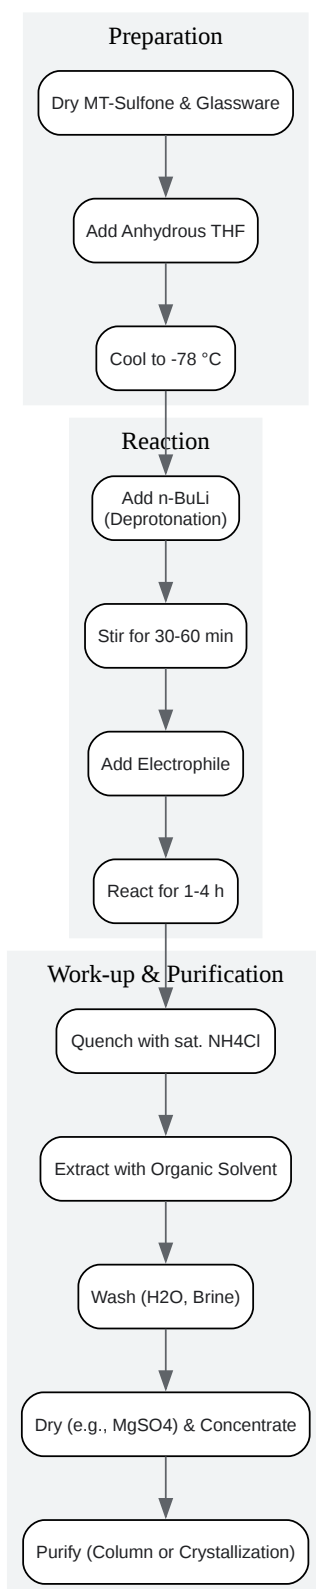 Preparation
Dry MT-Sulfone & Glassware
Add Anhydrous THF
Cool to -78 °C
Reaction
Add n-BuLi
(Deprotonation)
Stir for 30-60 min
Add Electrophile
React for 1-4 h
Work-up & Purification
Quench with sat. NH4Cl
Extract with Organic Solvent
Wash (H2O, Brine)
Dry (e.g., MgSO4) & Concentrate
Purify (Column or Crystallization)